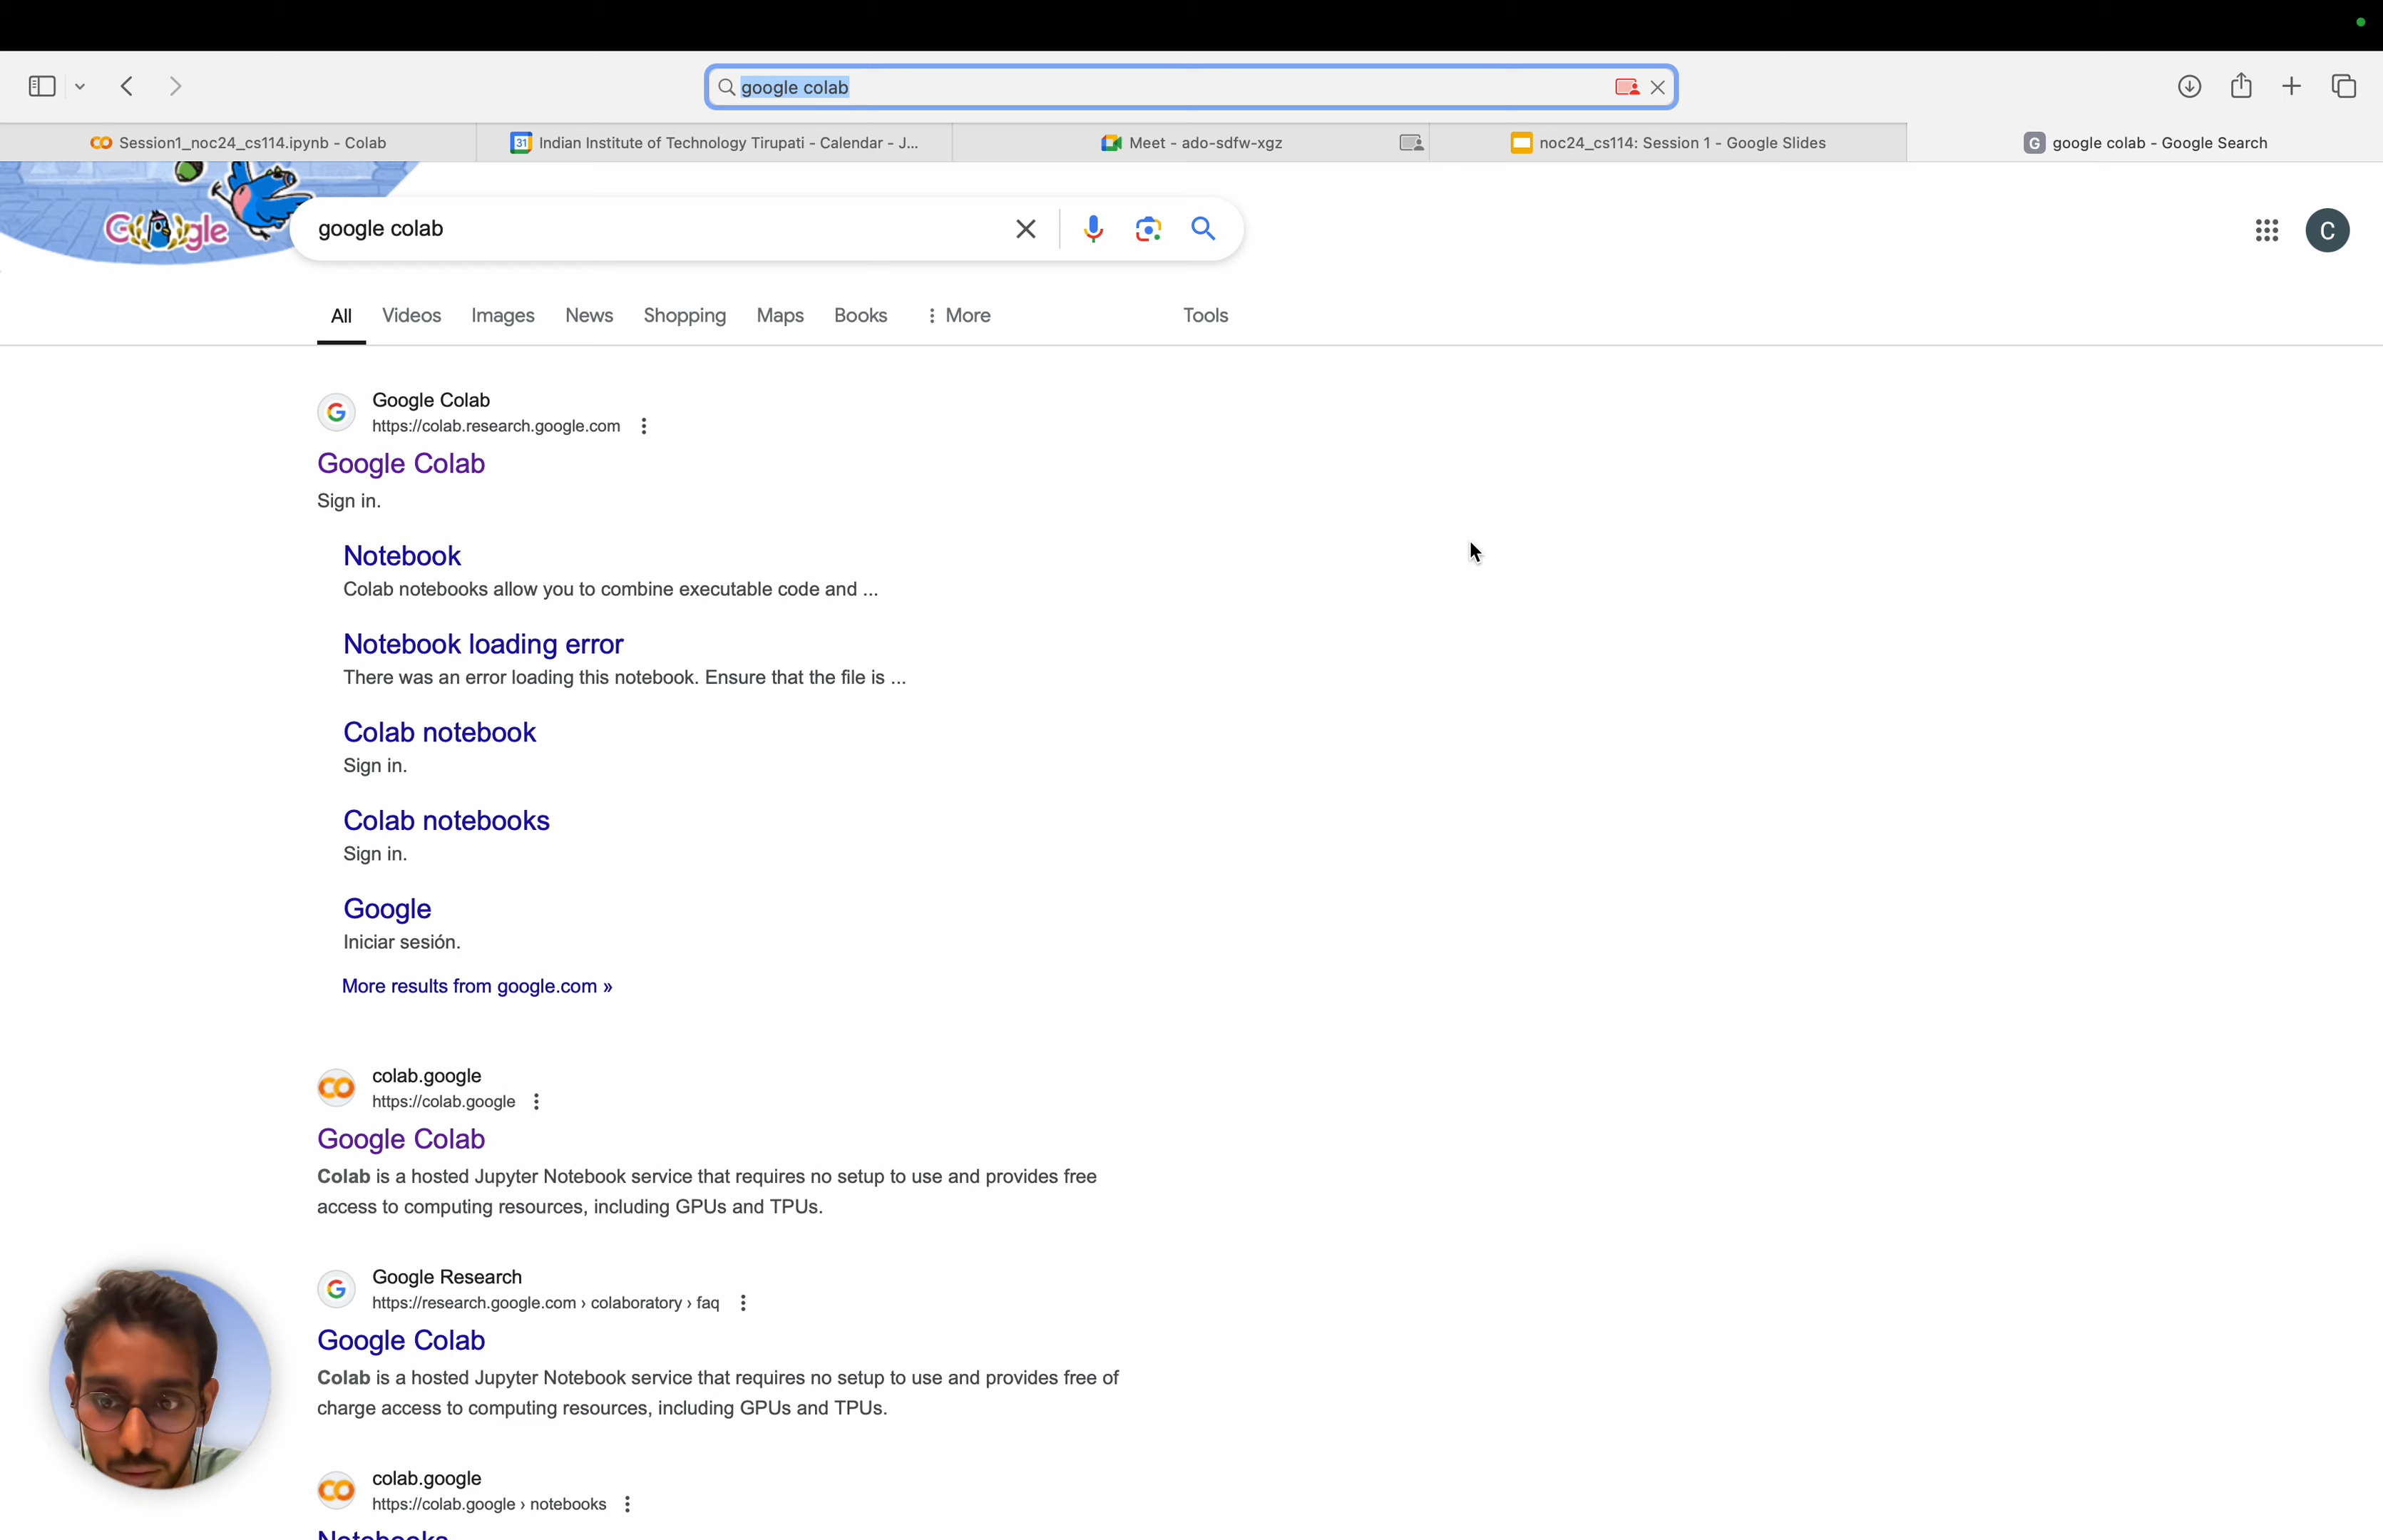 google colab
Session1_noc24_cs114.ipynb - Colab
31 Indian Institute of Technology Tirupati - Calendar - J...
Meet - ado-sdfw-xgz
noc24_cs114: Session 1 - Google Slides
G google colab - Google Search
Google
google colab
C
All Videos Images News Shopping Maps Books More Tools
G
Google Colab
https://colab.research.google.com
Google Colab
Sign in.
Notebook
Colab notebooks allow you to combine executable code and ...
Notebook loading error
There was an error loading this notebook. Ensure that the file is ...
Colab notebook
Sign in.
Colab notebooks
Sign in.
Google
Iniciar sesión.
More results from google.com »
colab.google
https://colab.google
Google Colab
Colab is a hosted Jupyter Notebook service that requires no setup to use and provides free
access to computing resources, including GPUs and TPUs.
G
Google Research
https://research.google.com › colaboratory › faq
Google Colab
Colab is a hosted Jupyter Notebook service that requires no setup to use and provides free of
charge access to computing resources, including GPUs and TPUs.
colab.google
https://colab.google › notebooks
Notebooks